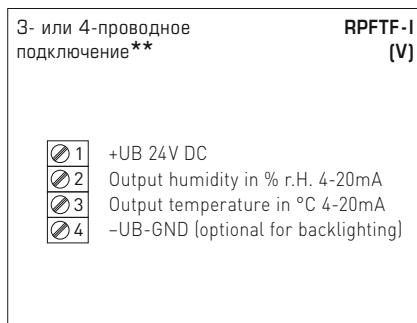 3- или 4-проводное RPFTF-I
подключение** (V)
1 +UB 24V DC
2 Output humidity in % r.H. 4-20mA
3 Output temperature in °C 4-20mA
4 –UB-GND (optional for backlighting)